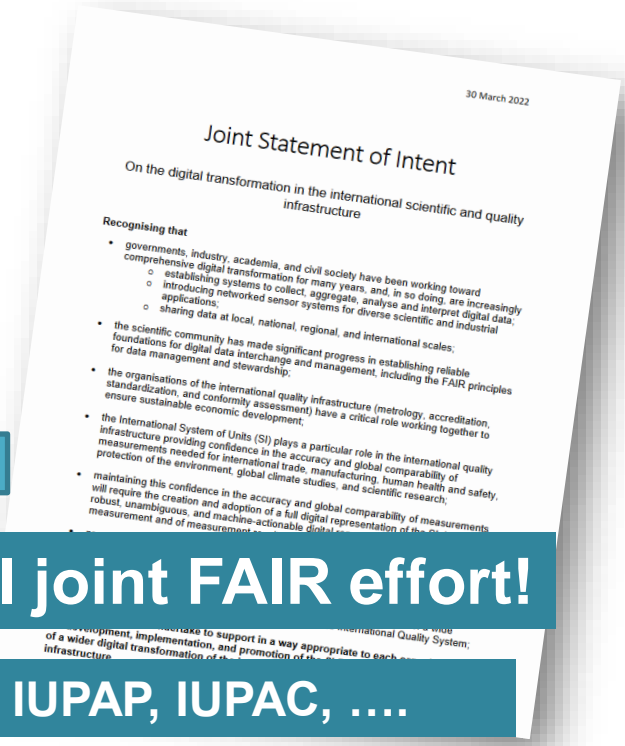 30 March 2022
Joint Statement of Intent
On the digital transformation in the international scientific and quality
infrastructure
Recognising that
• governments, industry, academia, and civil society have been working toward
comprehensive digital transformation for many years, and, in so doing, are increasingly
○ establishing systems to collect, aggregate, analyse and interpret digital data;
○ introducing networked sensor systems for diverse scientific and industrial
applications;
○ sharing data at local, national, regional, and international scales;
• the scientific community has made significant progress in establishing reliable
foundations for digital data interchange and management, including the FAIR principles
for data management and stewardship;
• the organisations of the international quality infrastructure (metrology, accreditation,
standardization, and conformity assessment) have a critical role working together to
ensure sustainable economic development;
• the International System of Units (SI) plays a particular role in the international quality
infrastructure providing confidence in the accuracy and global comparability of
measurements needed for international trade, manufacturing, human health and safety,
protection of the environment, global climate studies, and scientific research;
• maintaining this confidence in the accuracy and global comparability of measurements
will require the creation and adoption of a full digital representation of the
robust, unambiguous, and machine-actionable digital
measurement and of measurement
joint FAIR effort!
wide
International Quality System;
to support in a way appropriate to each
implementation, and promotion of the
of a wider digital transformation of
infrastructure
IUPAP, IUPAC, ....